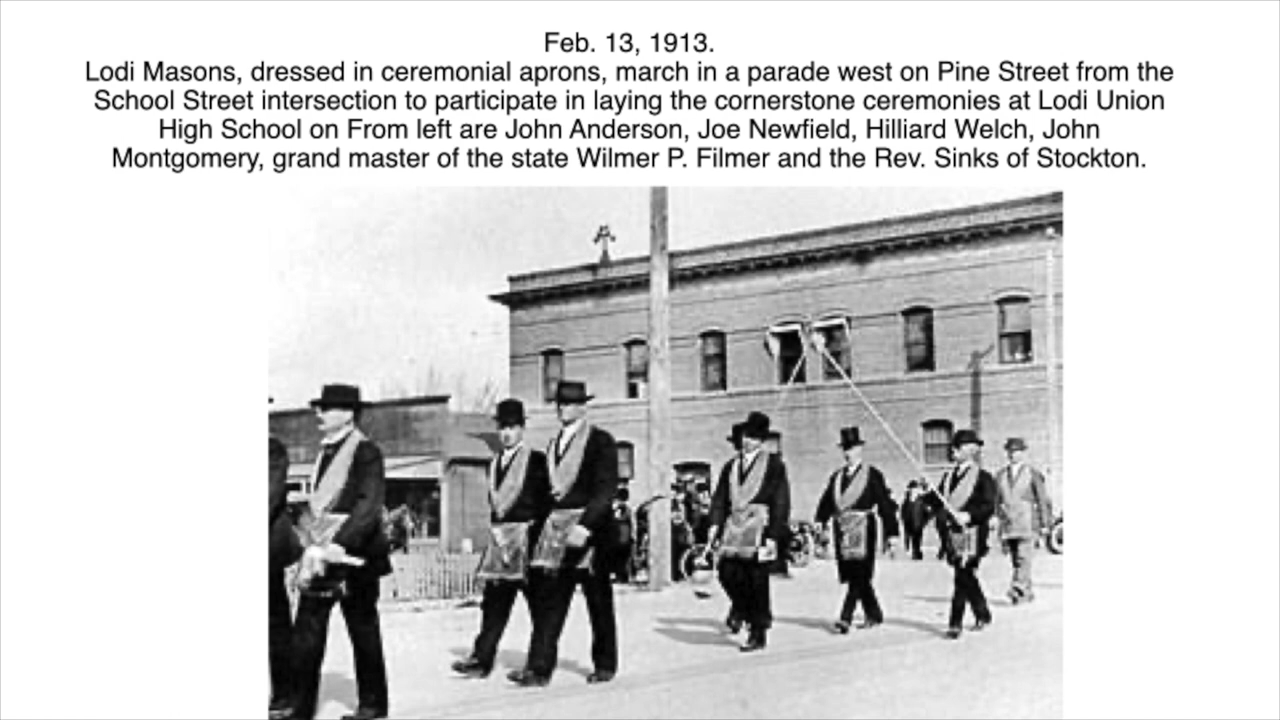 Feb. 13, 1913.
Lodi Masons, dressed in ceremonial aprons, march in a parade west on Pine Street from the
School Street intersection to participate in laying the cornerstone ceremonies at Lodi Union
High School on From left are John Anderson, Joe Newfield, Hilliard Welch, John
Montgomery, grand master of the state Wilmer P. Filmer and the Rev. Sinks of Stockton.